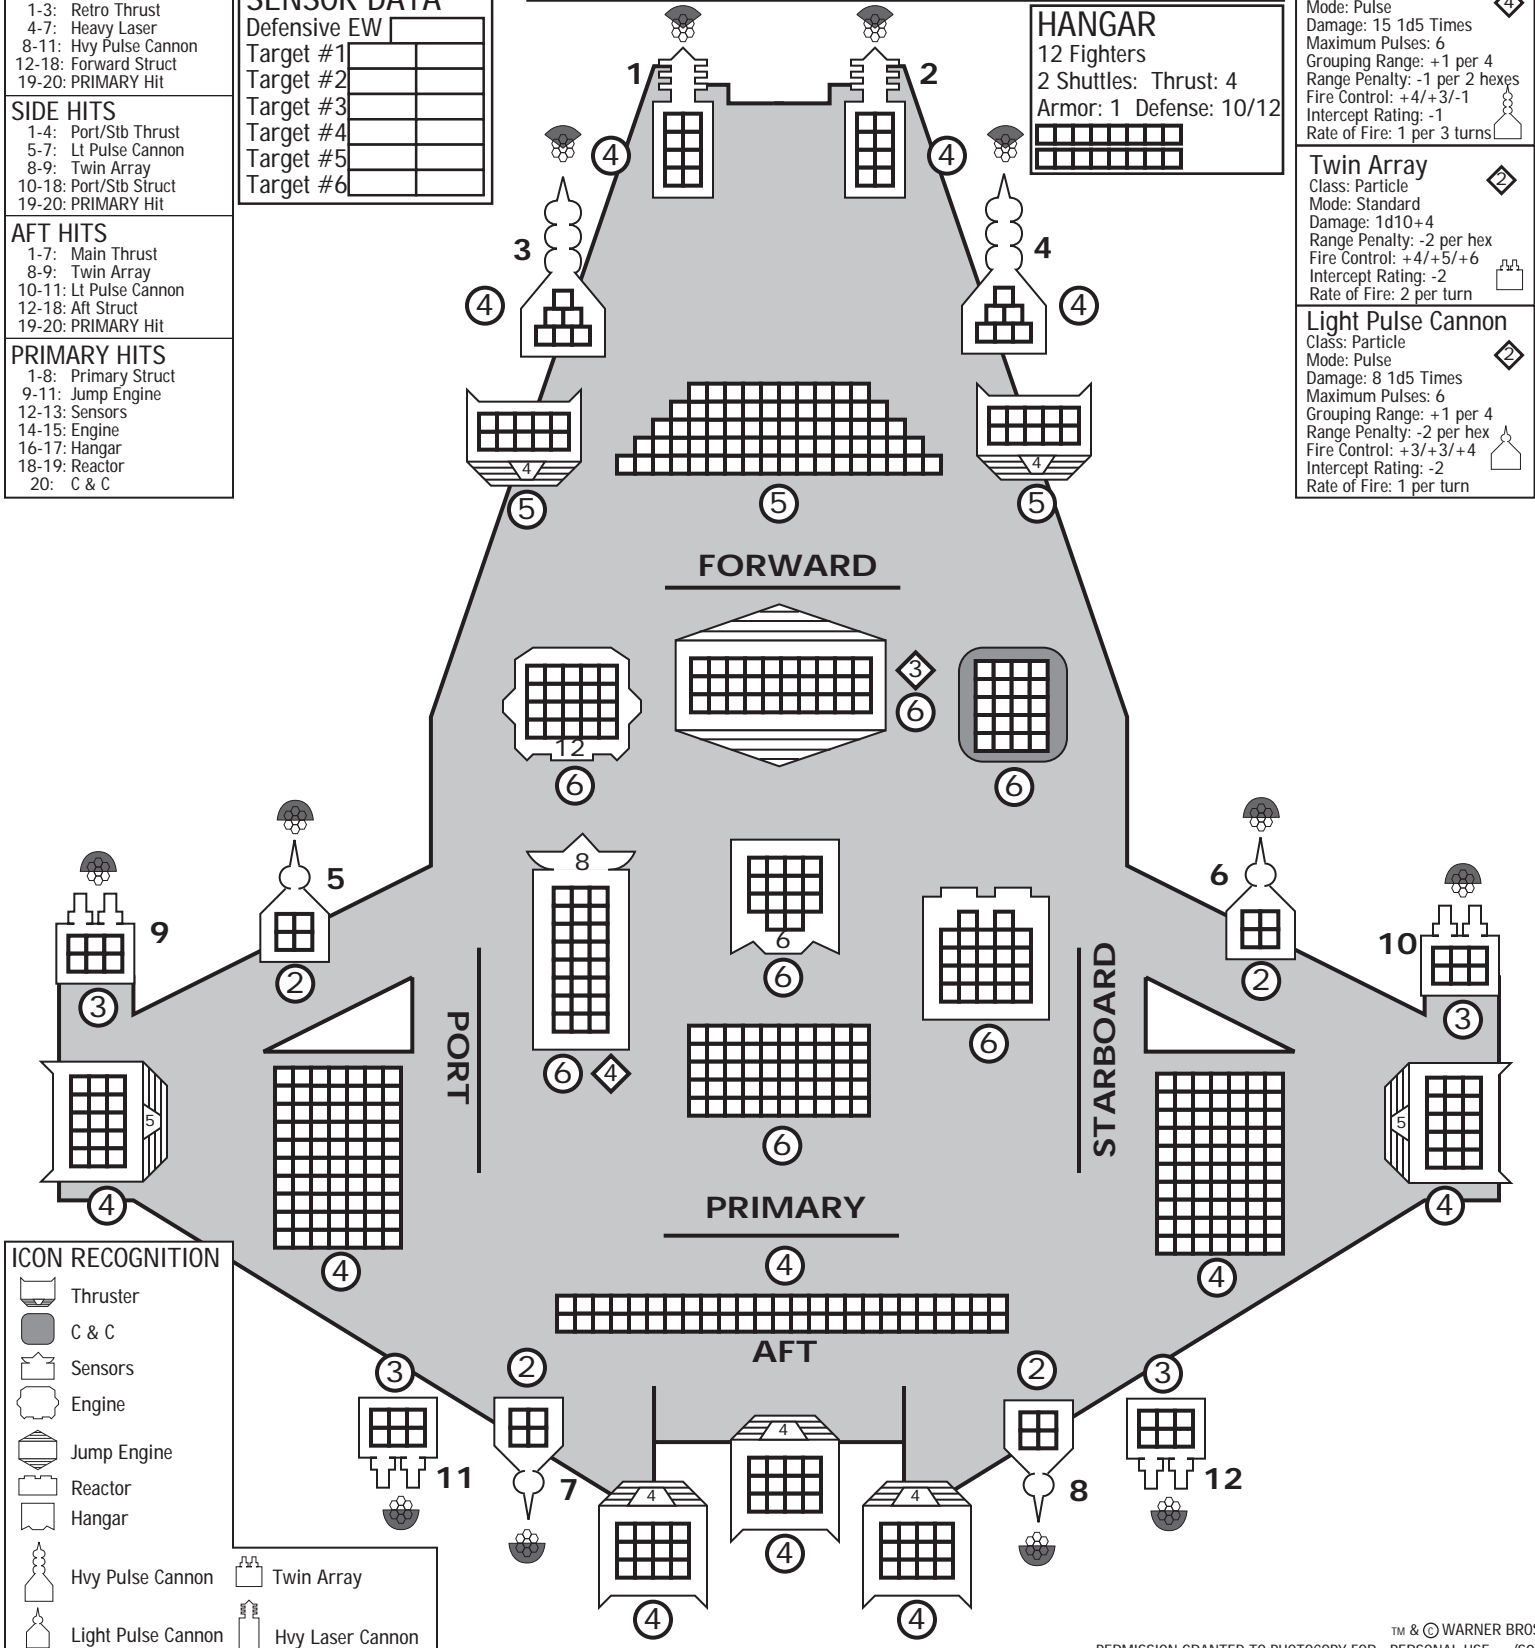 1-3: Retro Thrust
4-7: Heavy Laser
8-11: Hvy Pulse Cannon
12-18: Forward Struct
19-20: PRIMARY Hit
SIDE HITS
1-4: Port/Stb Thrust
5-7: Lt Pulse Cannon
8-9: Twin Array
10-18: Port/Stb Struct
19-20: PRIMARY Hit
AFT HITS
1-7: Main Thrust
8-9: Twin Array
10-11: Lt Pulse Cannon
12-18: Aft Struct
19-20: PRIMARY Hit
PRIMARY HITS
1-8: Primary Struct
9-11: Jump Engine
12-13: Sensors
14-15: Engine
16-17: Hangar
18-19: Reactor
20: C & C
SENSOR DATA
Defensive EW
Target #1
Target #2
Target #3
Target #4
Target #5
Target #6
HANGAR
12 Fighters
2 Shuttles: Thrust: 4
Armor: 1 Defense: 10/12
Mode: Pulse
4
Damage: 15 1d5 Times
Maximum Pulses: 6
Grouping Range: +1 per 4
Range Penalty: -1 per 2 hexes
Fire Control: +4/+3/-1
Intercept Rating: -1
Rate of Fire: 1 per 3 turns
Twin Array
2
Class: Particle
Mode: Standard
Damage: 1d10+4
Range Penalty: -2 per hex
Fire Control: +4/+5/+6
Intercept Rating: -2
Rate of Fire: 2 per turn
Light Pulse Cannon
Class: Particle
2
Mode: Pulse
Damage: 8 1d5 Times
Maximum Pulses: 6
Grouping Range: +1 per 4
Range Penalty: -2 per hex
Fire Control: +3/+3/+4
Intercept Rating: -2
Rate of Fire: 1 per turn
1 2
4 4
3 4
4 4
4 4
5 5 5
FORWARD
3
6
12
6 6
5 6
8
9 10
6
2 2
3 3
6
6 4
6
PORT
STARBOARD
5 5
6
4 4
PRIMARY
4
4 4
AFT
3 2 2 3
4
11 7 8 12
4 4
4
4 4
ICON RECOGNITION
Thruster
C & C
Sensors
Engine
Jump Engine
Reactor
Hangar
Hvy Pulse Cannon Twin Array
Light Pulse Cannon Hvy Laser Cannon
TM & © WARNER BRO